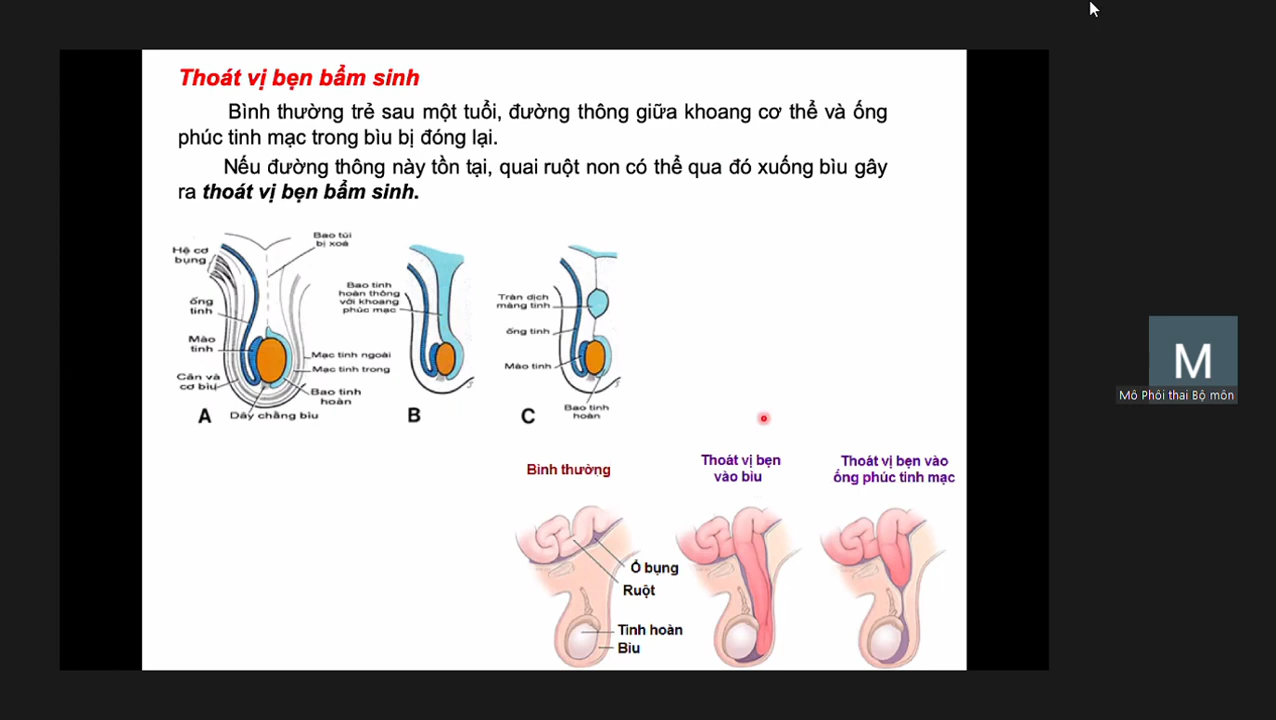 Thoát vị bẹn bẩm sinh
Bình thường trẻ sau một tuổi, đường thông giữa khoang cơ thể và ống
phúc tinh mạc trong bìu bị đóng lại.
Nếu đường thông này tồn tại, quai ruột non có thể qua đó xuống bìu gây
ra thoát vị bẹn bẩm sinh.
Hệ cơ
bụng
ống
tinh
Mào
tinh
Cân và
cơ bìu
Bao túi
bị xoá
Mạc tinh ngoài
Mạc tinh trong
Bao tinh
hoàn
Dây chằng bìu
A
Bao tinh
hoàn thông
với khoang
phúc mạc
B
Tràn dịch
màng tinh
ống tinh
Mào tinh
Bao tinh
hoàn
C
Bình thường
Thoát vị bẹn
vào bìu
Thoát vị bẹn vào
ống phúc tinh mạc
Ổ bụng
Ruột
Tinh hoàn
Bìu
M
Mô Phôi thai Bộ môn